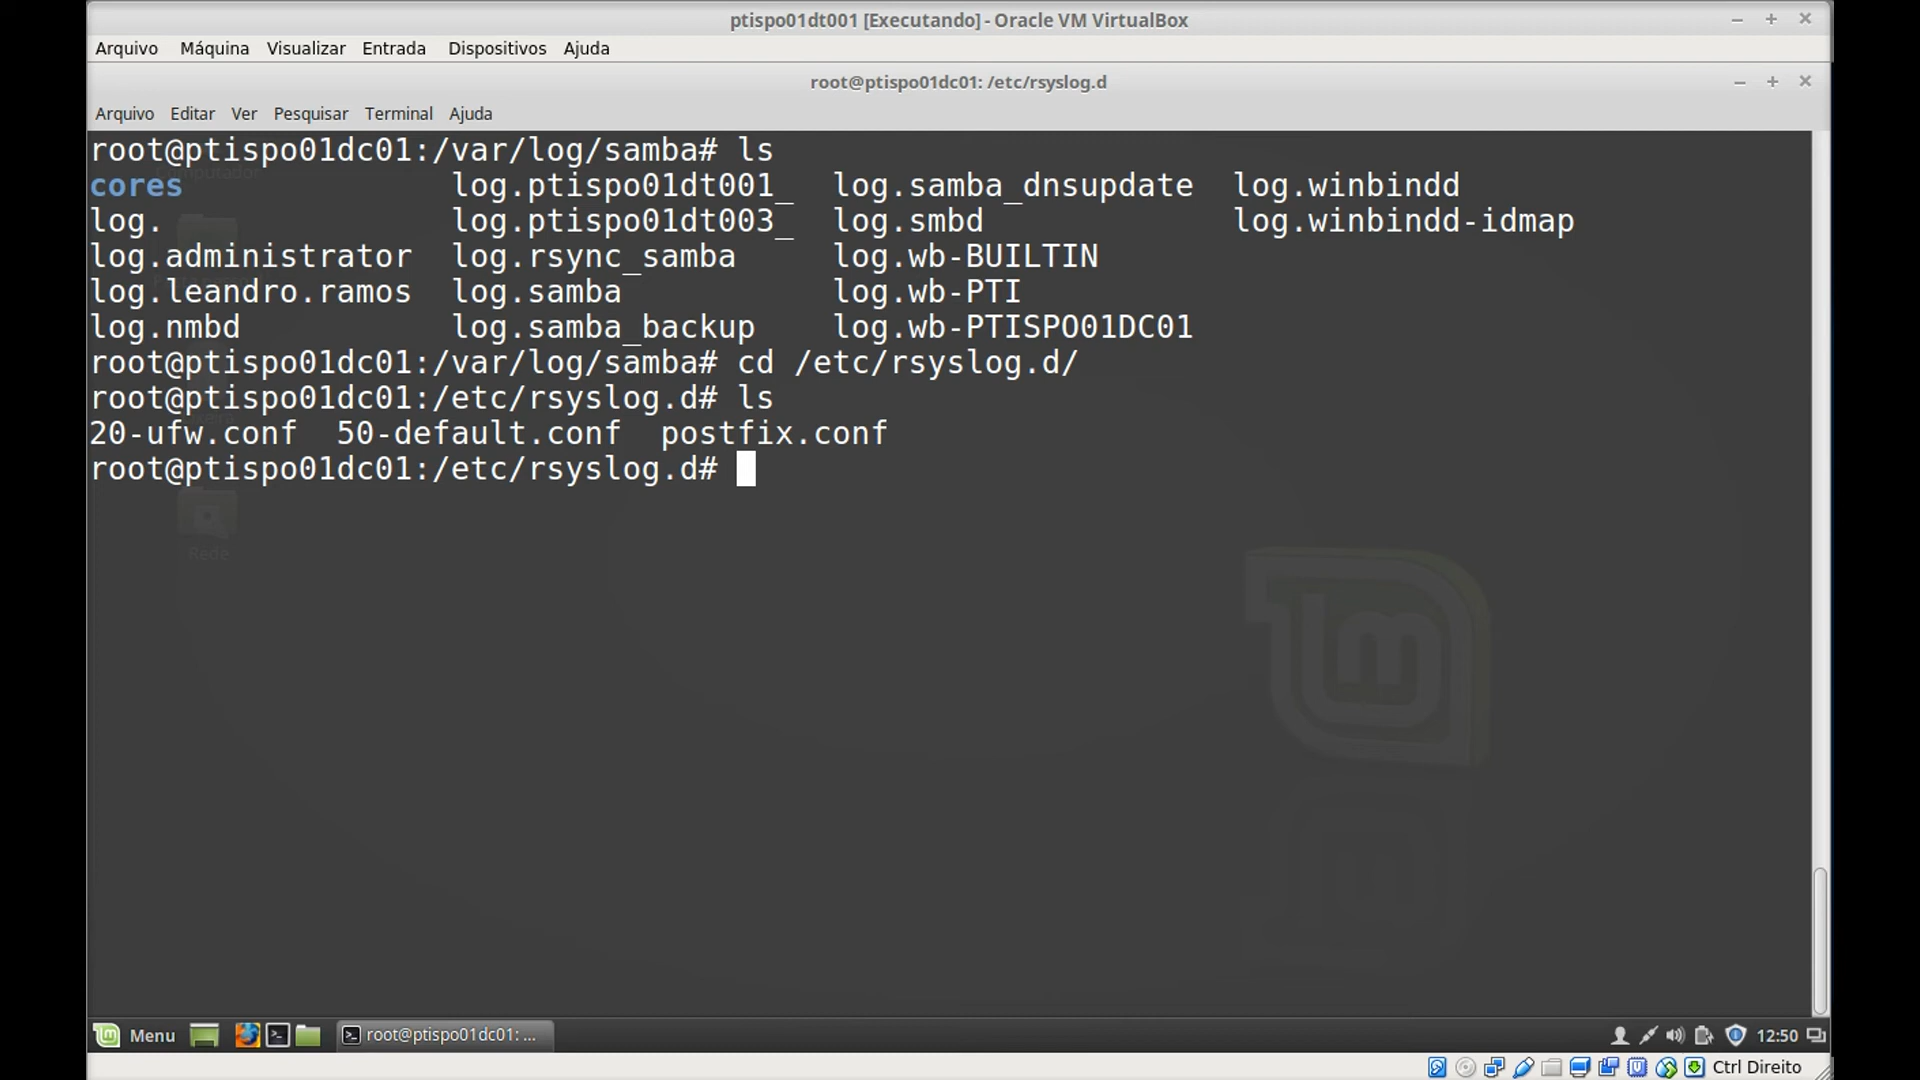 ptispo01dt001 [Executando] - Oracle VM VirtualBox
Arquivo Máquina Visualizar Entrada Dispositivos Ajuda
root@ptispo01dc01: /etc/rsyslog.d
Arquivo Editar Ver Pesquisar Terminal Ajuda
root@ptispo01dc01:/var/log/samba# ls
cores log.ptispo01dt001_ log.samba_dnsupdate log.winbindd
log. log.ptispo01dt003_ log.smbd log.winbindd-idmap
log.administrator log.rsync_samba log.wb-BUILTIN
log.leandro.ramos log.samba log.wb-PTI
log.nmbd log.samba_backup log.wb-PTISPO01DC01
root@ptispo01dc01:/var/log/samba# cd /etc/rsyslog.d/
root@ptispo01dc01:/etc/rsyslog.d# ls
20-ufw.conf 50-default.conf postfix.conf
root@ptispo01dc01:/etc/rsyslog.d#
Computador
Rede
Menu root@ptispo01dc01: ... 12:50
Ctrl Direito